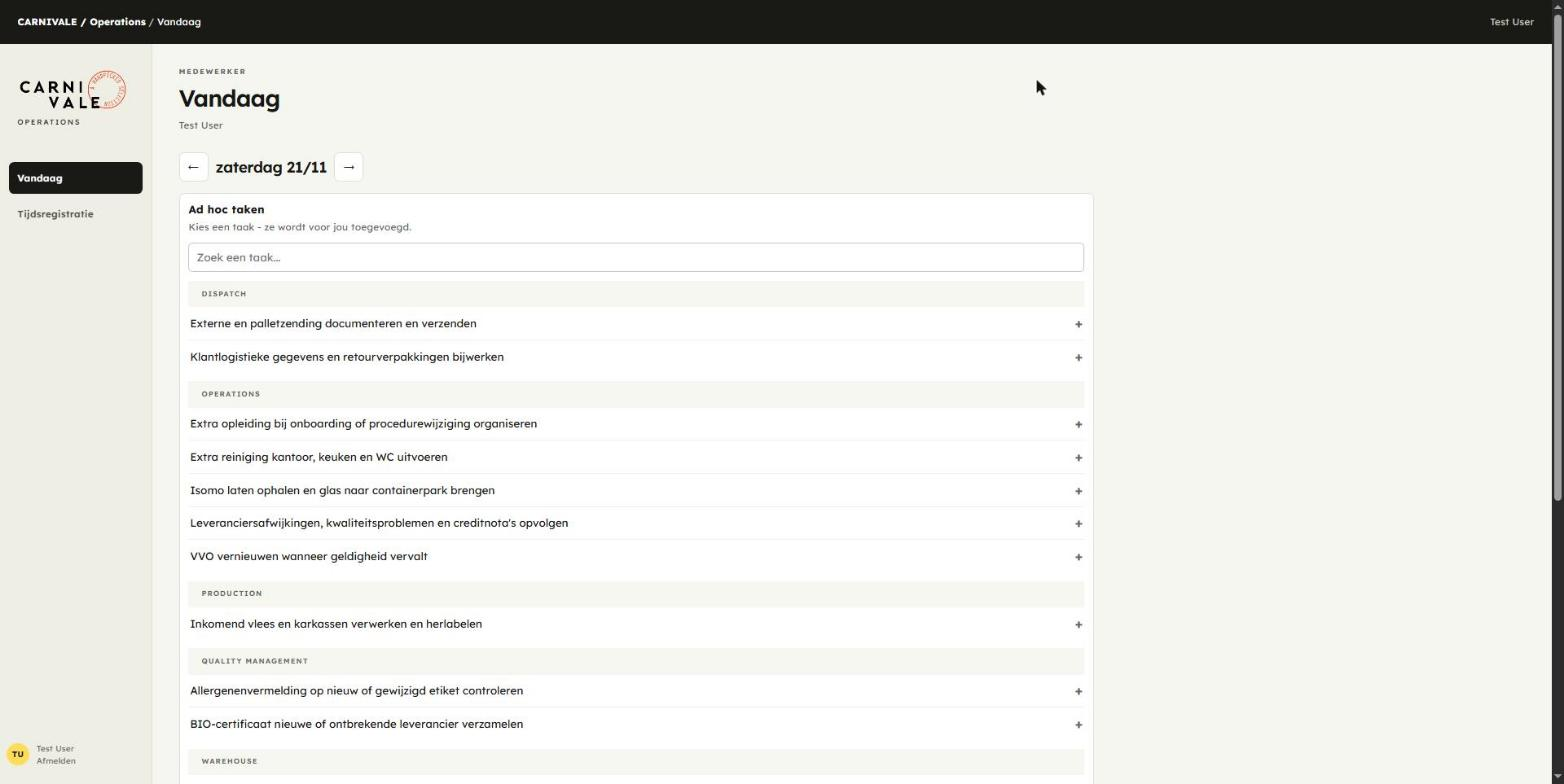 CARNIVALE / Operations / Vandaag
Test User
CARNI
VALE
A HANDPICKED SELECTION
OPERATIONS
Vandaag
Tijdsregistratie
MEDEWERKER
Vandaag
Test User
← zaterdag 21/11 →
Ad hoc taken
Kies een taak - ze wordt voor jou toegevoegd.
Zoek een taak...
DISPATCH
Externe en palletzending documenteren en verzenden +
Klantlogistieke gegevens en retourverpakkingen bijwerken +
OPERATIONS
Extra opleiding bij onboarding of procedurewijziging organiseren +
Extra reiniging kantoor, keuken en WC uitvoeren +
Isomo laten ophalen en glas naar containerpark brengen +
Leveranciersafwijkingen, kwaliteitsproblemen en creditnota's opvolgen +
VVO vernieuwen wanneer geldigheid vervalt +
PRODUCTION
Inkomend vlees en karkassen verwerken en herlabelen +
QUALITY MANAGEMENT
Allergenenvermelding op nieuw of gewijzigd etiket controleren +
BIO-certificaat nieuwe of ontbrekende leverancier verzamelen +
WAREHOUSE
TU
Test User
Afmelden